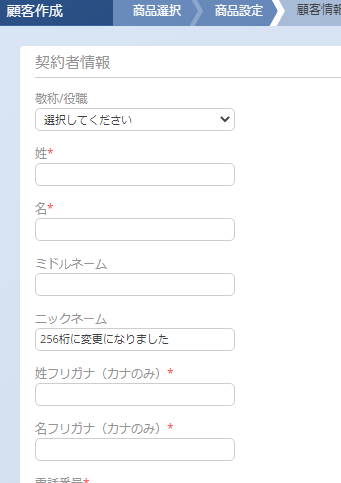 顧客作成
商品選択
商品設定
顧客情報
契約者情報
敬称/役職
選択してください
姓*
名*
ミドルネーム
ニックネーム
256桁に変更になりました
姓フリガナ（カナのみ）*
名フリガナ（カナのみ）*
電話番号*